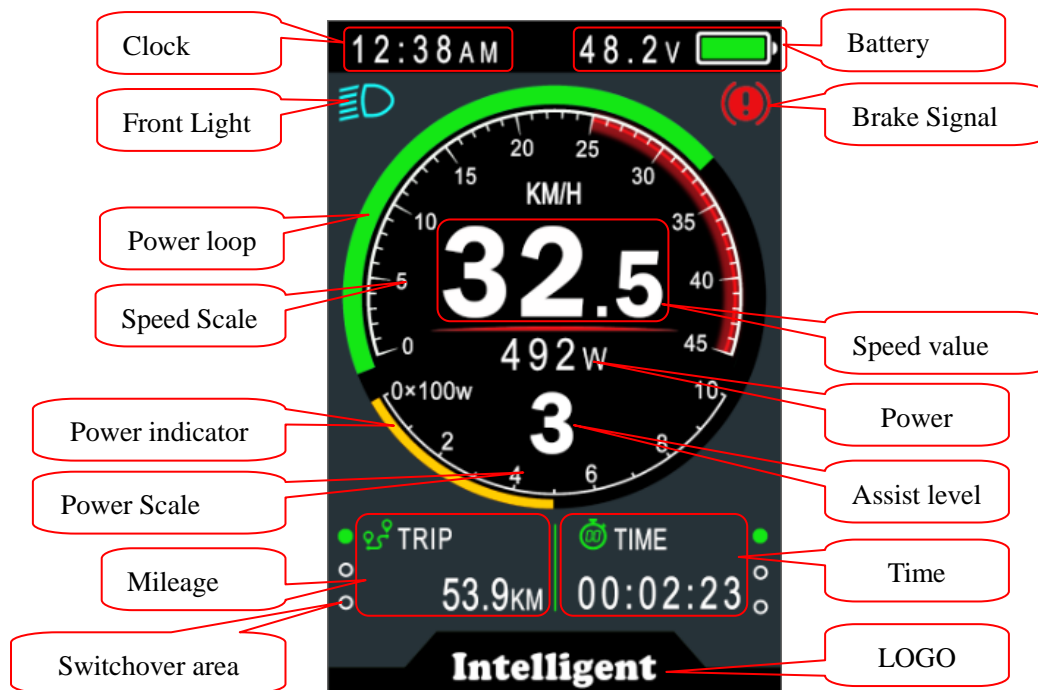 Clock
12:38AM
48.2V
Battery
Front Light
Brake Signal
20
25
15
30
KM/H
10
35
Power loop
32.5
5
40
Speed Scale
0
45
Speed value
492W
0×100w
10
Power
3
Power indicator
2
8
4
6
Power Scale
Assist level
TRIP
00
TIME
Mileage
53.9KM
00:02:23
Time
Switchover area
Intelligent
LOGO